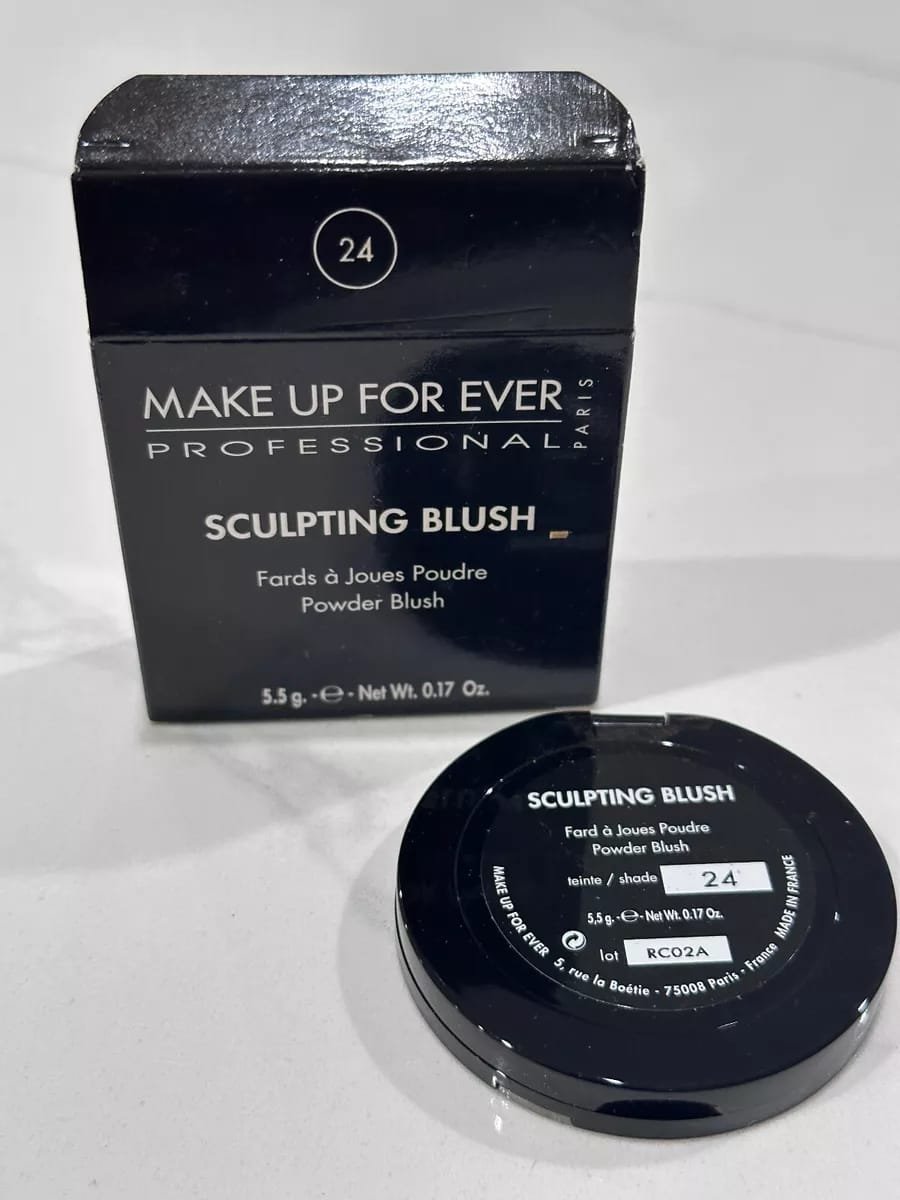 24
MAKE UP FOR EVER
PROFESSIONAL
PARIS
SCULPTING BLUSH
Fards à Joues Poudre
Powder Blush
5.5 g. - ℮ - Net Wt. 0.17 Oz.
SCULPTING BLUSH
Fard à Joues Poudre
Powder Blush
teinte / shade 24
5,5 g. - ℮ - Net Wt. 0.17 Oz.
lot RC02A
MAKE UP FOR EVER 5, rue la Boétie - 75008 Paris - France MADE IN FRANCE